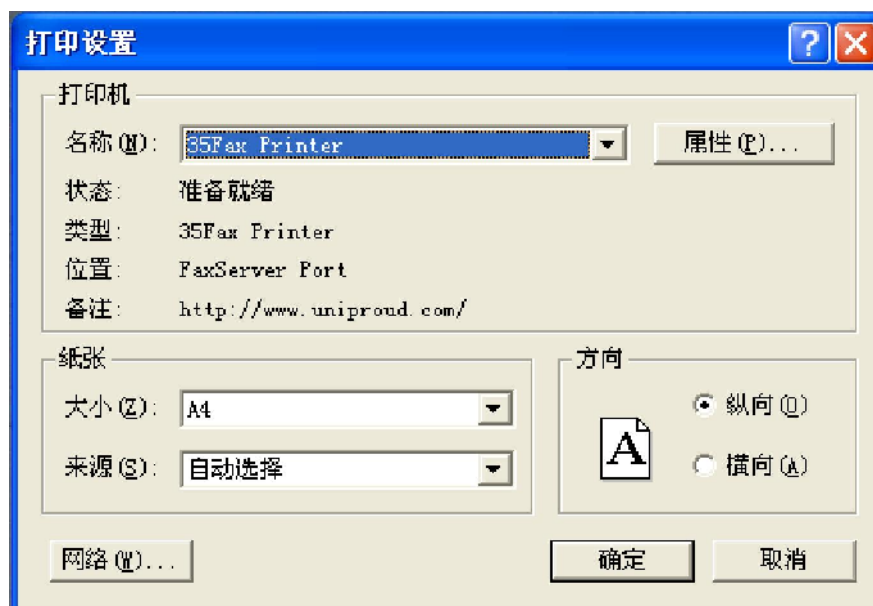 打印设置
打印机
名称(N): 35Fax Printer 属性(P)...
状态: 准备就绪
类型: 35Fax Printer
位置: FaxServer Port
备注: http://www.uniproud.com/
纸张
大小(Z): A4
来源(S): 自动选择
方向
A
纵向(O)
横向(A)
网络(W)... 确定 取消